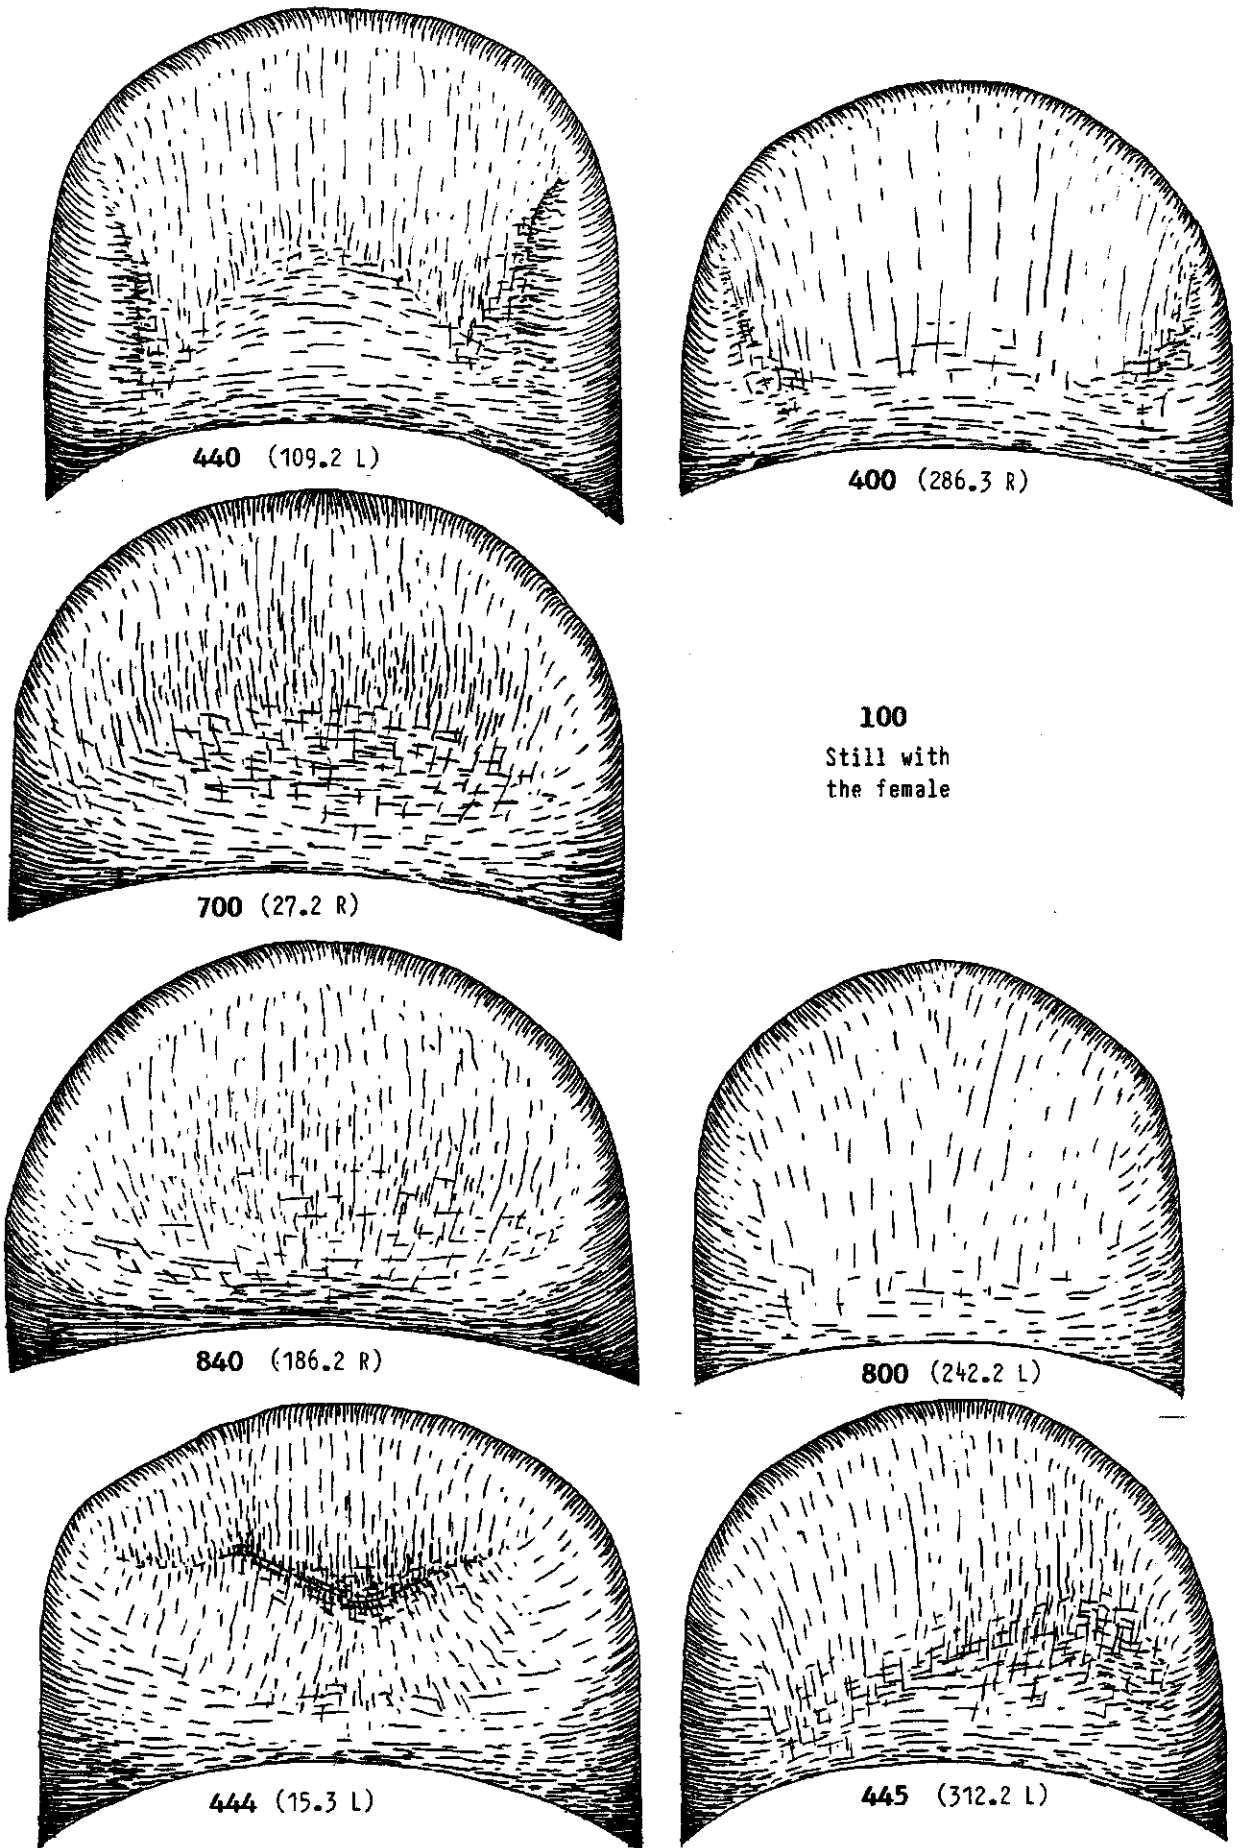 440 (109.2 L)
400 (286.3 R)
700 (27.2 R)
100
Still with
the female
840 (186.2 R)
800 (242.2 L)
444 (15.3 L)
445 (312.2 L)